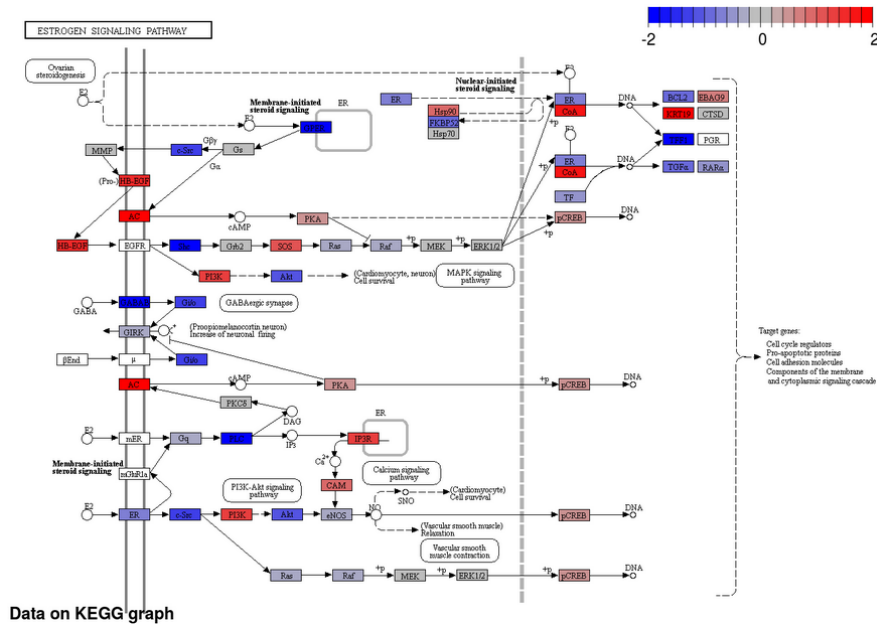 -2
0
2
ESTROGEN SIGNALING PATHWAY
Ovarian
steroidogenesis
E2
Membrane-initiated
steroid signaling
ER
E2
Nuclear-initiated
steroid signaling
E2
ER
Hsp90
FKBP52
Hsp70
ER
CoA
+p
DNA
BCL2
EBAG9
KRT19
CTSD
PGR
TGFα
RARα
MMP
c-Src
Gβγ
Gs
Gα
(Pro-)
HB-EGF
E2
ER
CoA
+p
DNA
TF
AC
cAMP
PKA
pCREB
DNA
+p
HB-EGF
EGFR
Grb2
SOS
Ras
Raf
+p
MEK
+p
ERK1/2
PI3K
Akt
(Cardiomyocyte, neuron)
Cell survival
MAPK signaling
pathway
GABA
Gi/o
GABAergic synapse
GIRK
K+
(Proopiomelanocortin neuron)
Increase of neuronal firing
βEnd
μ
Gi/o
AC
cAMP
PKA
+p
pCREB
DNA
PKCδ
DAG
E2
mER
Gq
PLC
IP3
IP3R
ER
Ca2+
Membrane-initiated
steroid signaling
mGluR1a
CAM
PI3K-Akt signaling
pathway
Calcium signaling
pathway
E2
ER
c-Src
PI3K
Akt
eNOS
NO
SNO
(Cardiomyocyte)
Cell survival
(Vascular smooth muscle)
Relaxation
Vascular smooth
muscle contraction
+p
pCREB
DNA
Ras
Raf
+p
MEK
+p
ERK1/2
+p
pCREB
DNA
Target genes:
Cell cycle regulators
Pro-apoptotic proteins
Cell adhesion molecules
Components of the membrane
and cytoplasmic signaling cascade
Data on KEGG graph